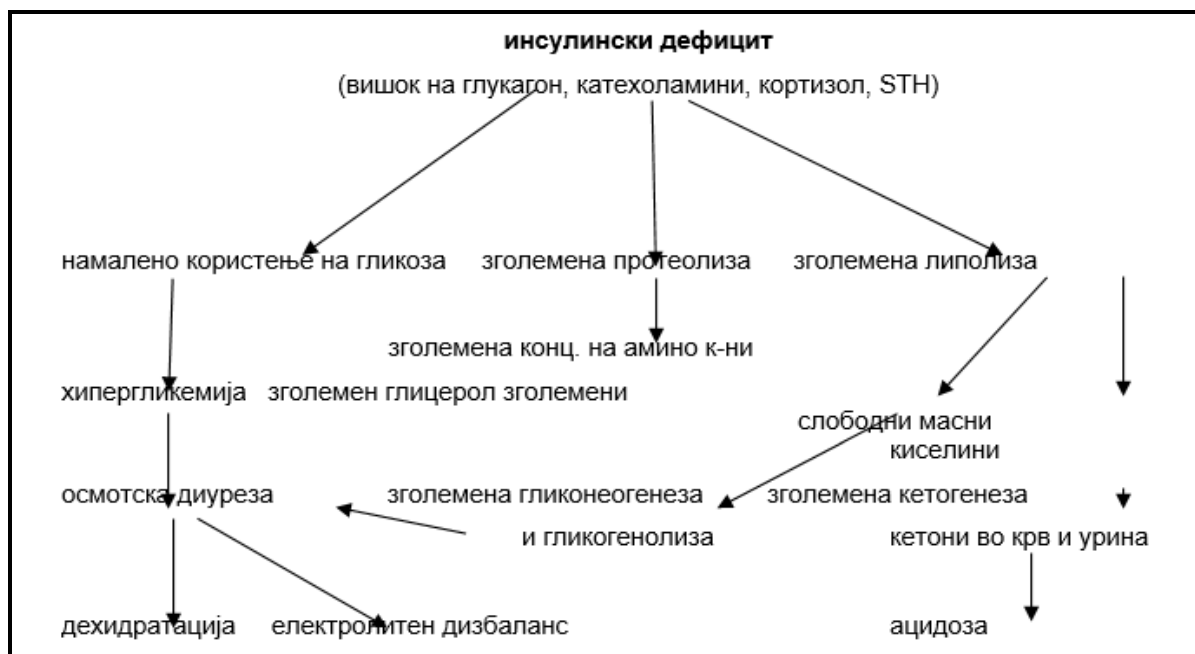 инсулински дефицит
(вишок на глукагон, катехоламини, кортизол, STH)
намалено користење на гликоза зголемена протеолиза зголемена липолиза
зголемена конц. на амино к-ни
хипергликемија зголемен глицерол зголемени
слободни масни
киселини
осмотска диуреза зголемена гликонеогенеза зголемена кетогенеза
и гликогенолиза кетони во крв и урина
дехидратација електролитен дизбаланс ацидоза